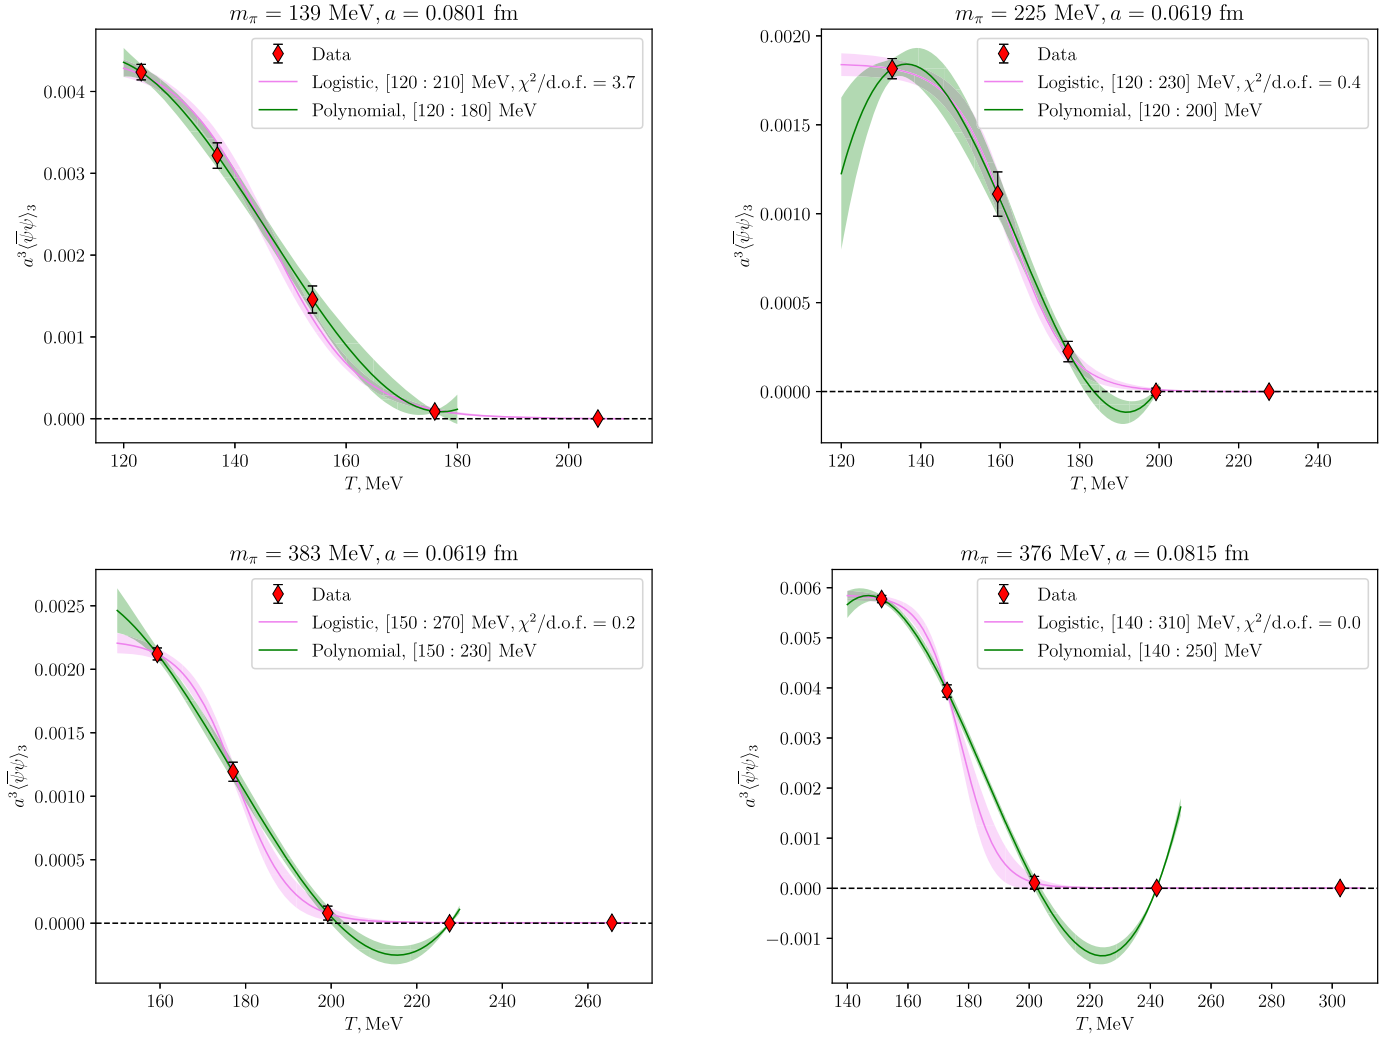 m_π = 139 MeV, a = 0.0801 fm
Data
Logistic, [120 : 210] MeV, χ²/d.o.f. = 3.7
Polynomial, [120 : 180] MeV
0.004
0.003
0.002
0.001
0.000
a³⟨ψ̅ψ⟩₃
120 140 160 180 200
T, MeV
m_π = 225 MeV, a = 0.0619 fm
Data
Logistic, [120 : 230] MeV, χ²/d.o.f. = 0.4
Polynomial, [120 : 200] MeV
0.0020
0.0015
0.0010
0.0005
0.0000
a³⟨ψ̅ψ⟩₃
120 140 160 180 200 220 240
T, MeV
m_π = 383 MeV, a = 0.0619 fm
Data
Logistic, [150 : 270] MeV, χ²/d.o.f. = 0.2
Polynomial, [150 : 230] MeV
0.0025
0.0020
0.0015
0.0010
0.0005
0.0000
a³⟨ψ̅ψ⟩₃
160 180 200 220 240 260
T, MeV
m_π = 376 MeV, a = 0.0815 fm
Data
Logistic, [140 : 310] MeV, χ²/d.o.f. = 0.0
Polynomial, [140 : 250] MeV
0.006
0.005
0.004
0.003
0.002
0.001
0.000
−0.001
a³⟨ψ̅ψ⟩₃
140 160 180 200 220 240 260 280 300
T, MeV